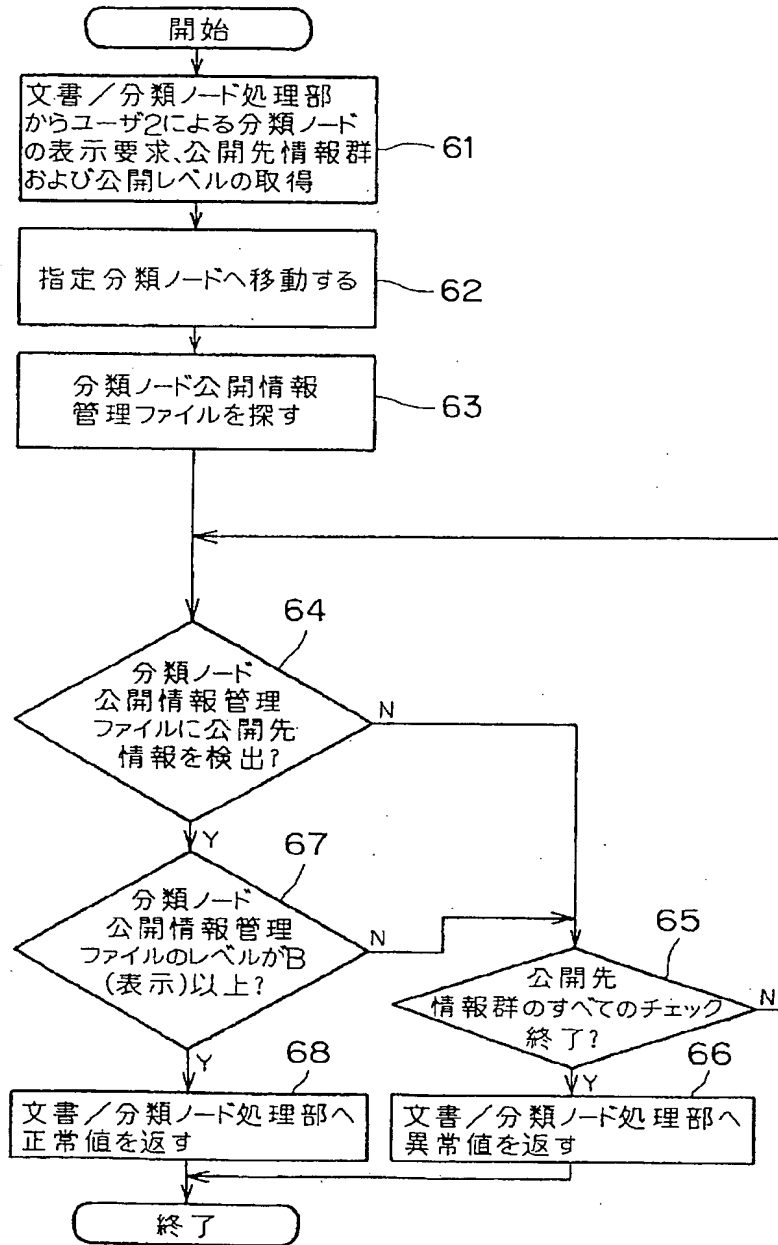 開始
文書／分類ノード処理部
からユーザ2による分類ノード
の表示要求、公開先情報群
および公開レベルの取得
61
指定分類ノードへ移動する
62
分類ノード公開情報
管理ファイルを探す
63
64
分類ノード
公開情報管理
ファイルに公開先
情報を検出?
N
Y
67
分類ノード
公開情報管理
ファイルのレベルがB
(表示)以上?
N
Y
65
公開先
情報群のすべてのチェック
終了?
N
Y
68
文書／分類ノード処理部へ
正常値を返す
66
文書／分類ノード処理部へ
異常値を返す
終了